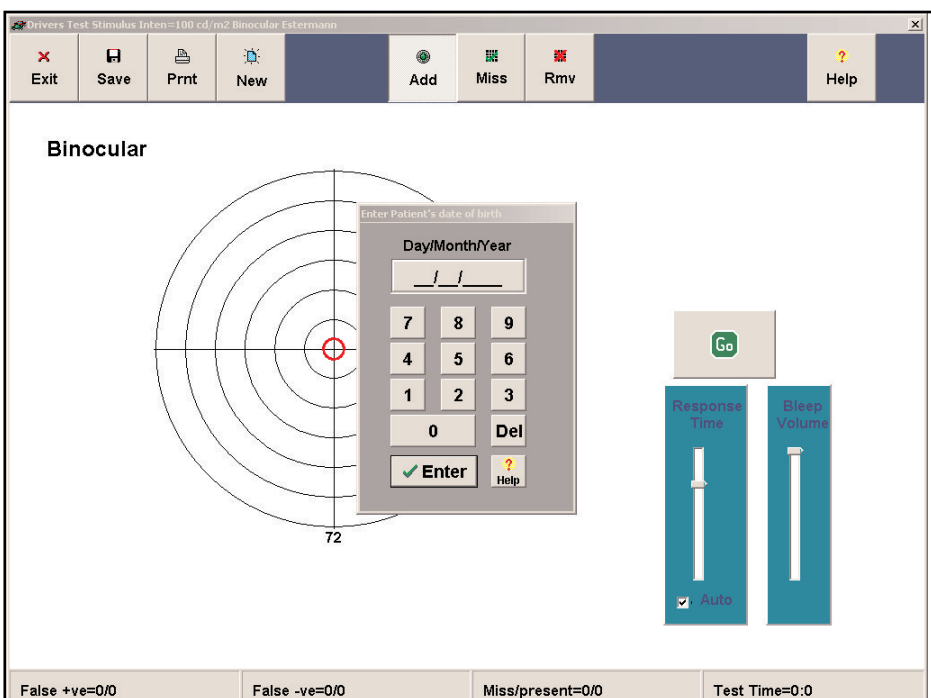 Drivers Test Stimulus Inten=100 cd/m2 Binocular Estermann
Exit Save Prnt New Add Miss Rmv Help
Binocular
Enter Patient's date of birth
Day/Month/Year
__/__/____
7 8 9
4 5 6
1 2 3
0 Del
Enter Help
72
Go
Response Time
Bleep Volume
Auto
False +ve=0/0 False -ve=0/0 Miss/present=0/0 Test Time=0:0